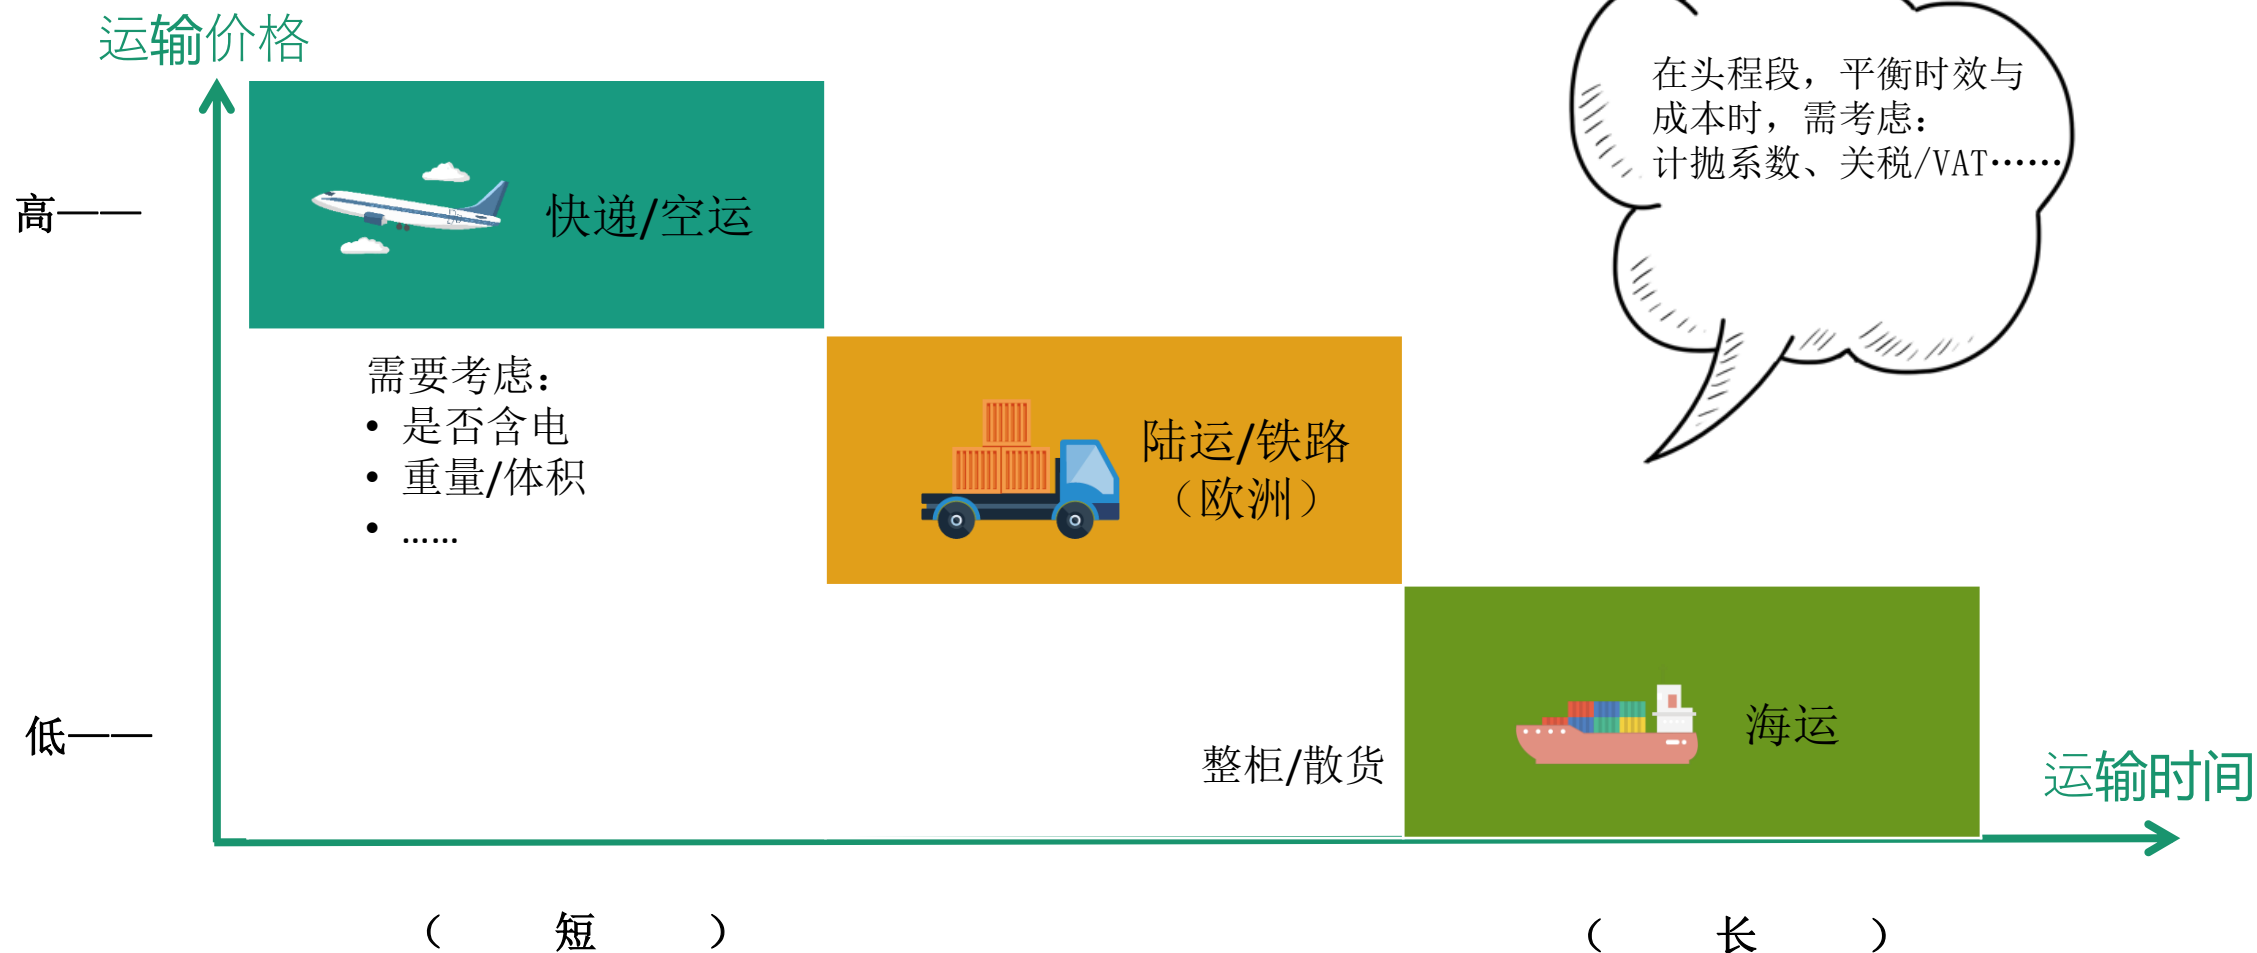 运输价格
在头程段，平衡时效与
成本时，需考虑：
计抛系数、关税/VAT……
高——
快递/空运
需要考虑：
• 是否含电
• 重量/体积
• ……
陆运/铁路
（欧洲）
低——
整柜/散货
海运
运输时间
（ 短 ）
（ 长 ）